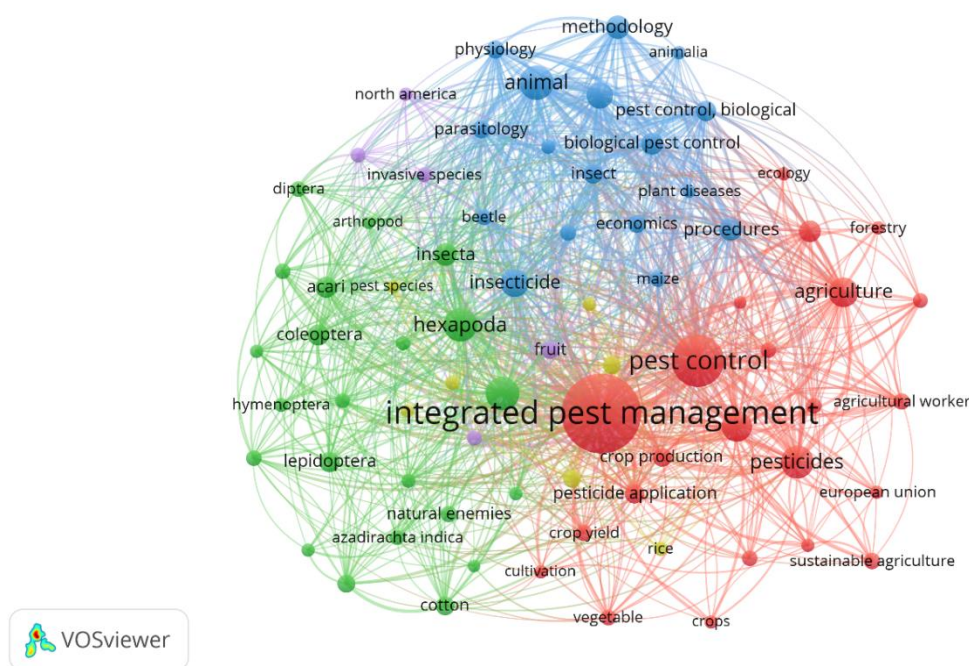 methodology
physiology
animalia
animal
north america
pest control, biological
parasitology
biological pest control
invasive species
insect
ecology
diptera
plant diseases
arthropod
beetle
economics
procedures
forestry
insecta
acari
pest species
insecticide
maize
agriculture
hexapoda
coleoptera
fruit
pest control
hymenoptera
integrated pest management
agricultural worker
lepidoptera
crop production
pesticides
pesticide application
european union
natural enemies
azadirachta indica
crop yield
rice
sustainable agriculture
cultivation
cotton
vegetable
crops
VOSviewer